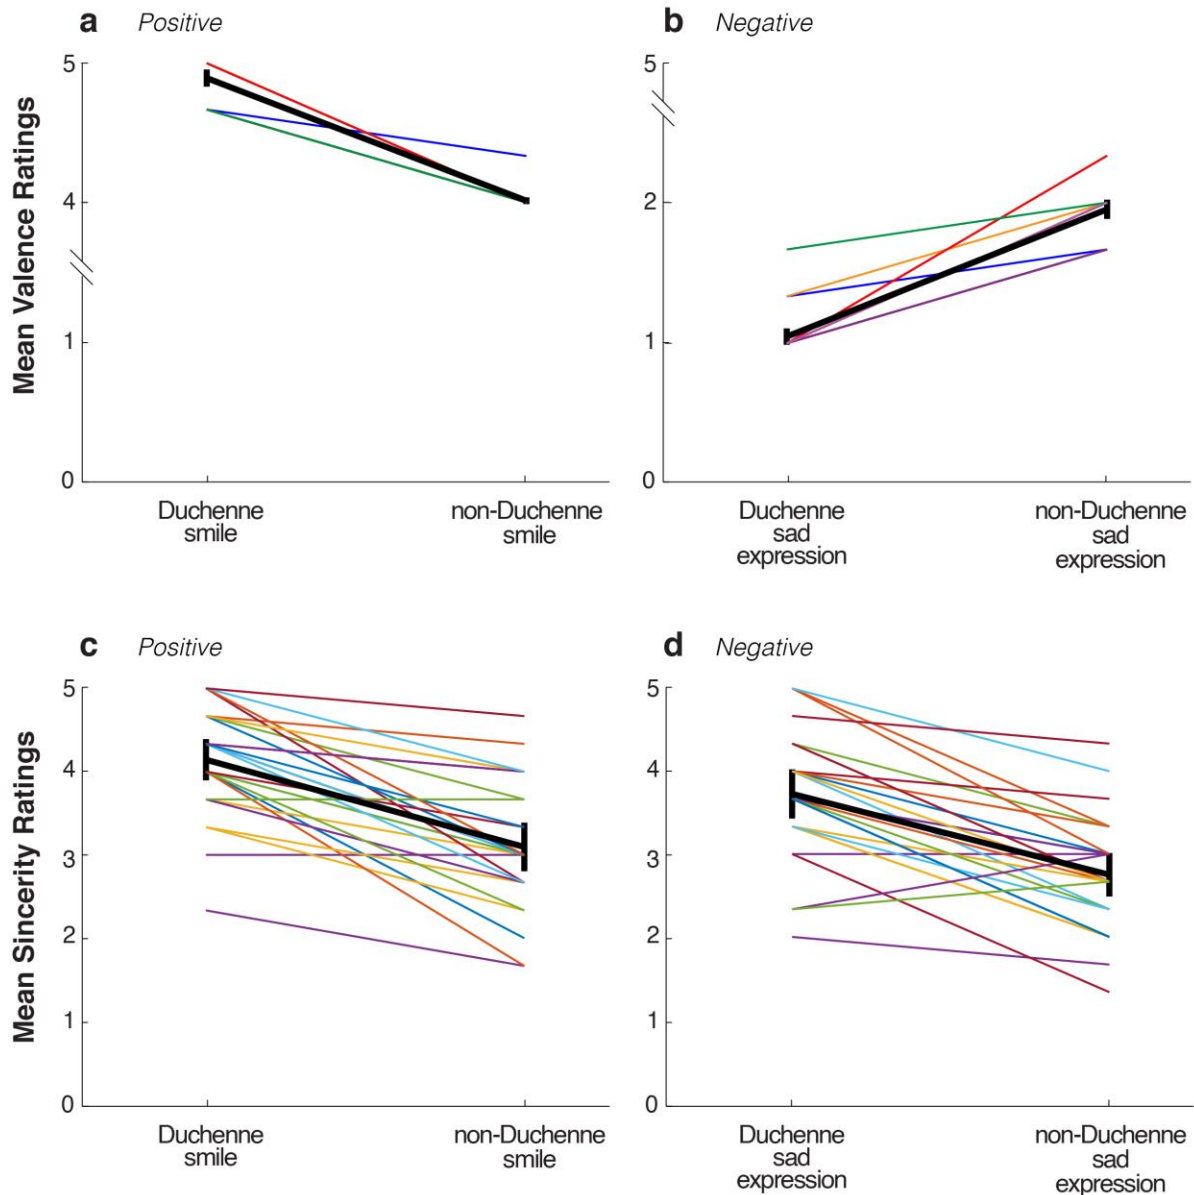 a Positive
b Negative
Mean Valence Ratings
5
4
1
0
5
2
1
0
Duchenne
smile
non-Duchenne
smile
Duchenne
sad
expression
non-Duchenne
sad
expression
c Positive
d Negative
Mean Sincerity Ratings
5
4
3
2
1
0
5
4
3
2
1
0
Duchenne
smile
non-Duchenne
smile
Duchenne
sad
expression
non-Duchenne
sad
expression